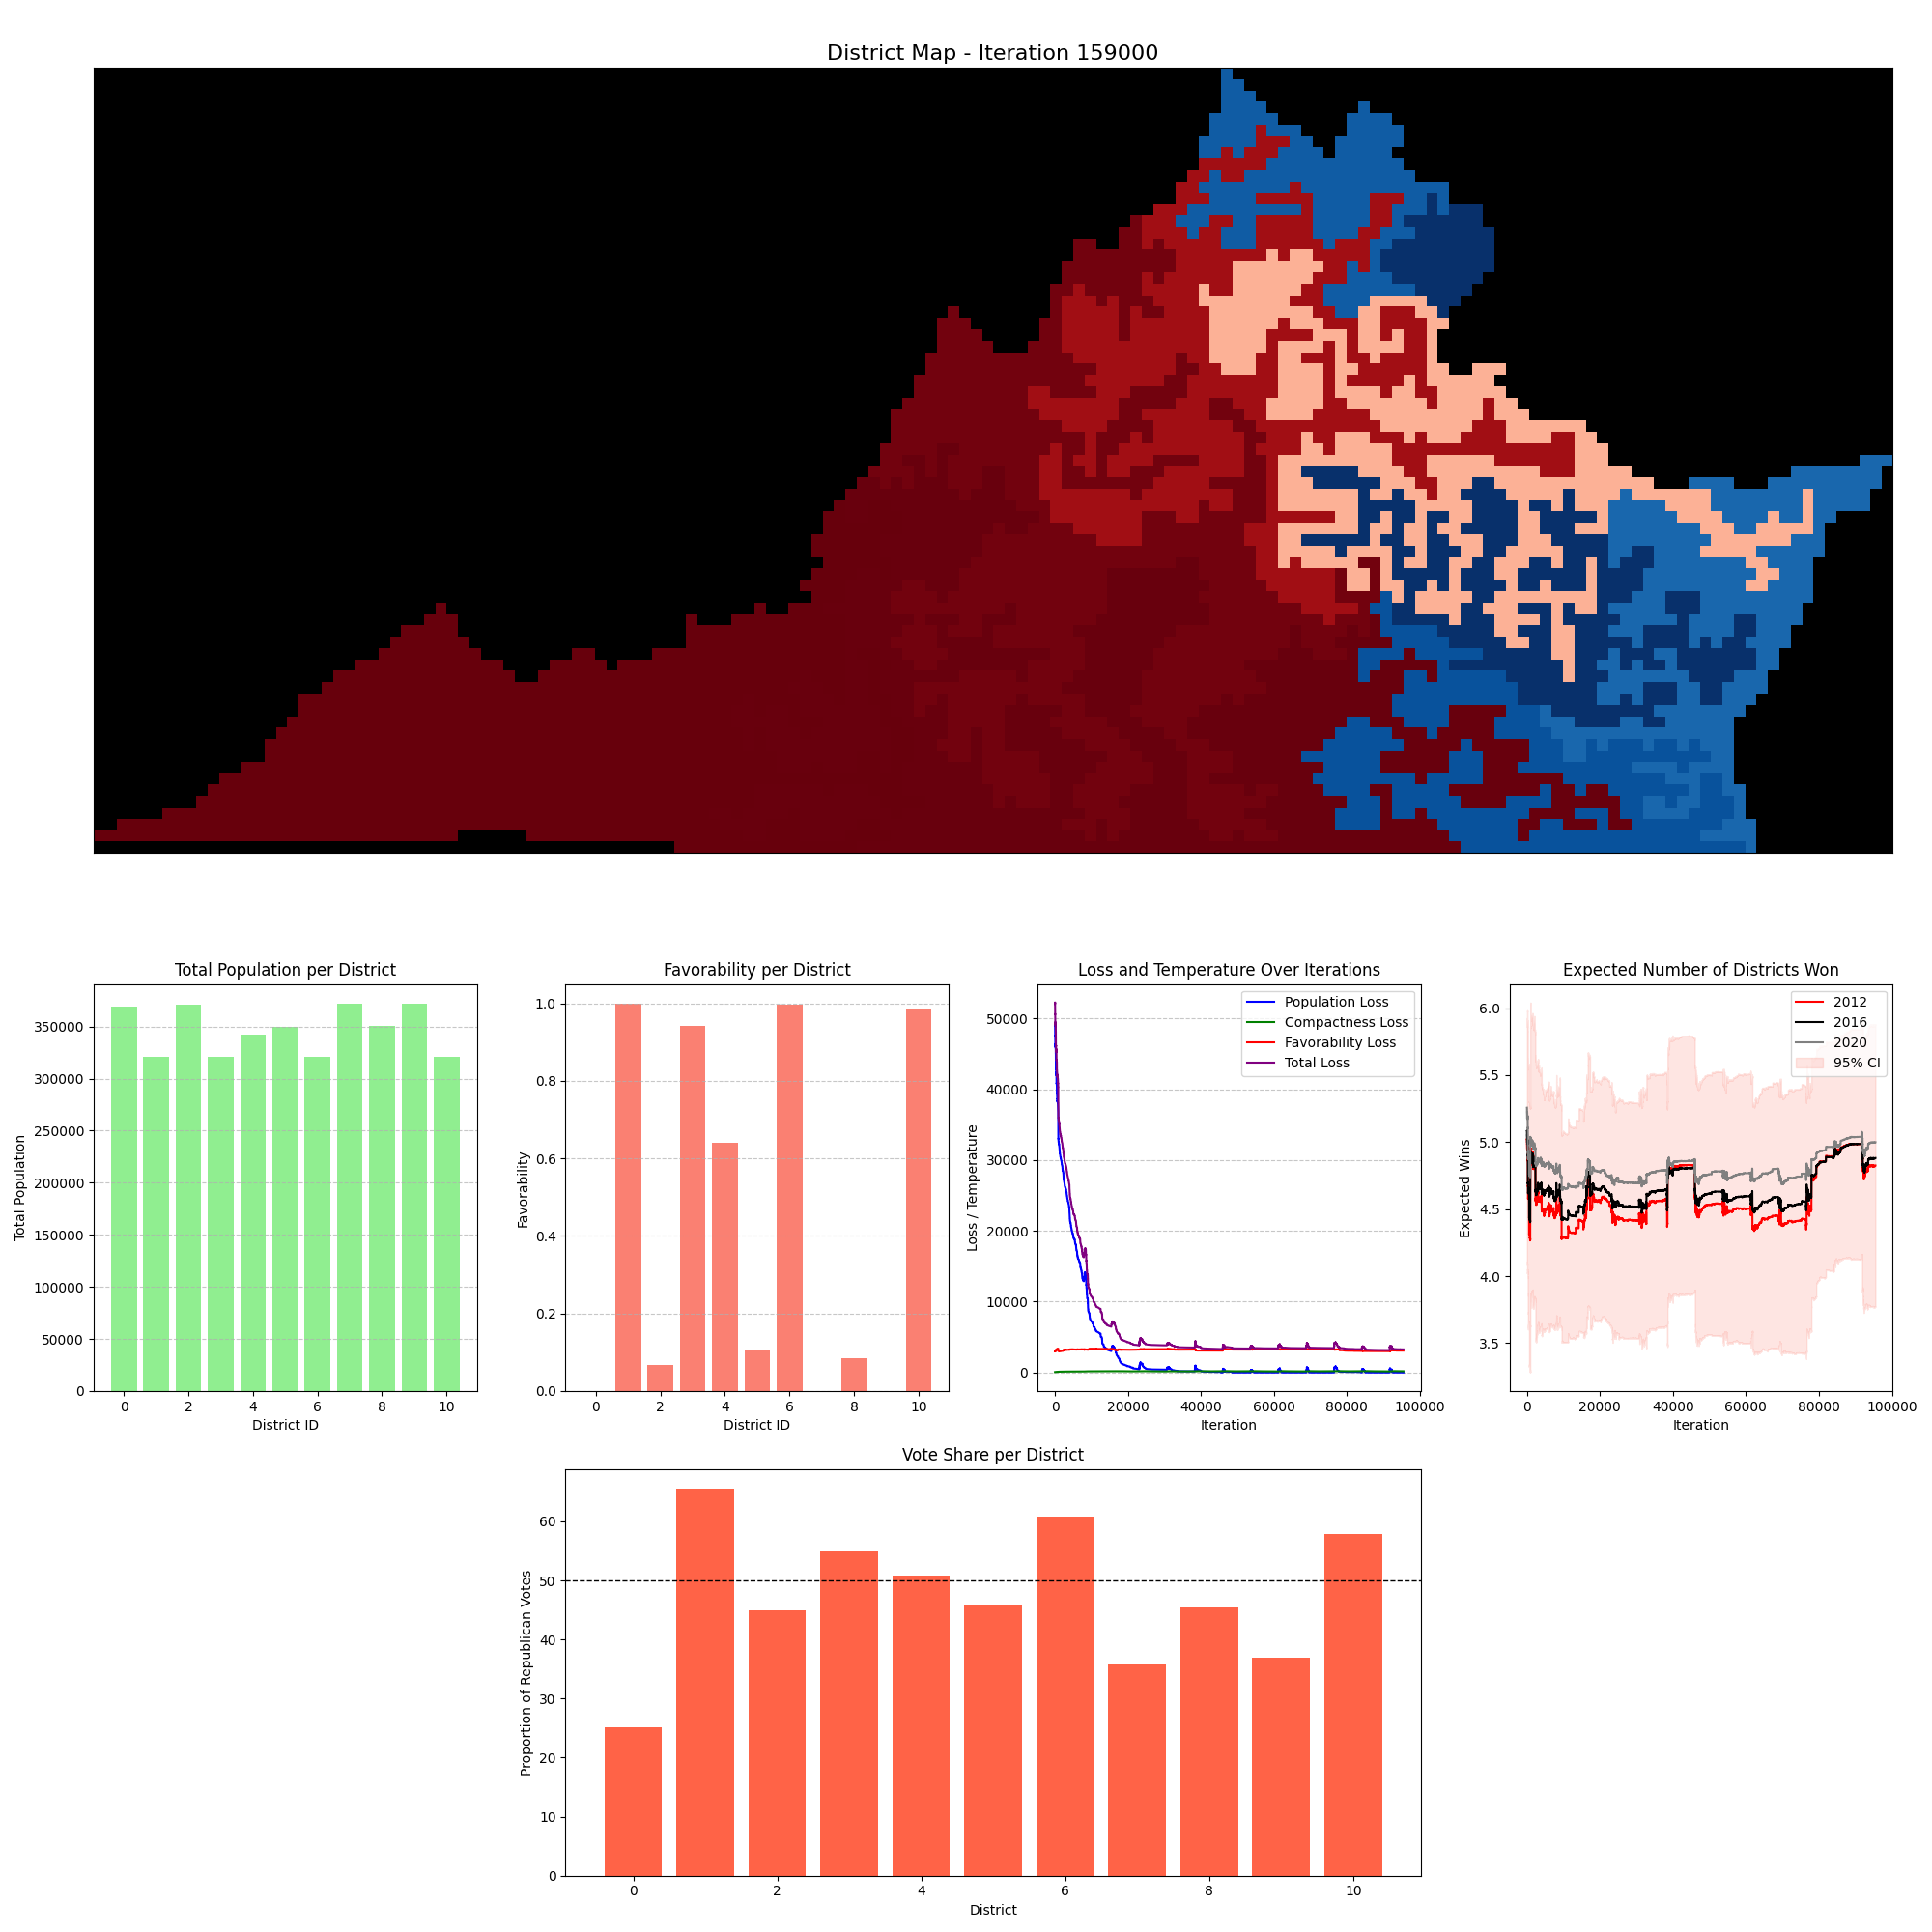 District Map - Iteration 159000
Total Population per District
Total Population
350000
300000
250000
200000
150000
100000
50000
0
0 2 4 6 8 10
District ID
Favorability per District
Favorability
1.0
0.8
0.6
0.4
0.2
0.0
0 2 4 6 8 10
District ID
Loss and Temperature Over Iterations
Loss / Temperature
50000
40000
30000
20000
10000
0
Population Loss
Compactness Loss
Favorability Loss
Total Loss
0 20000 40000 60000 80000 100000
Iteration
Expected Number of Districts Won
Expected Wins
6.0
5.5
5.0
4.5
4.0
3.5
2012
2016
2020
95% CI
0 20000 40000 60000 80000 100000
Iteration
Vote Share per District
Proportion of Republican Votes
60
50
40
30
20
10
0
0 2 4 6 8 10
District